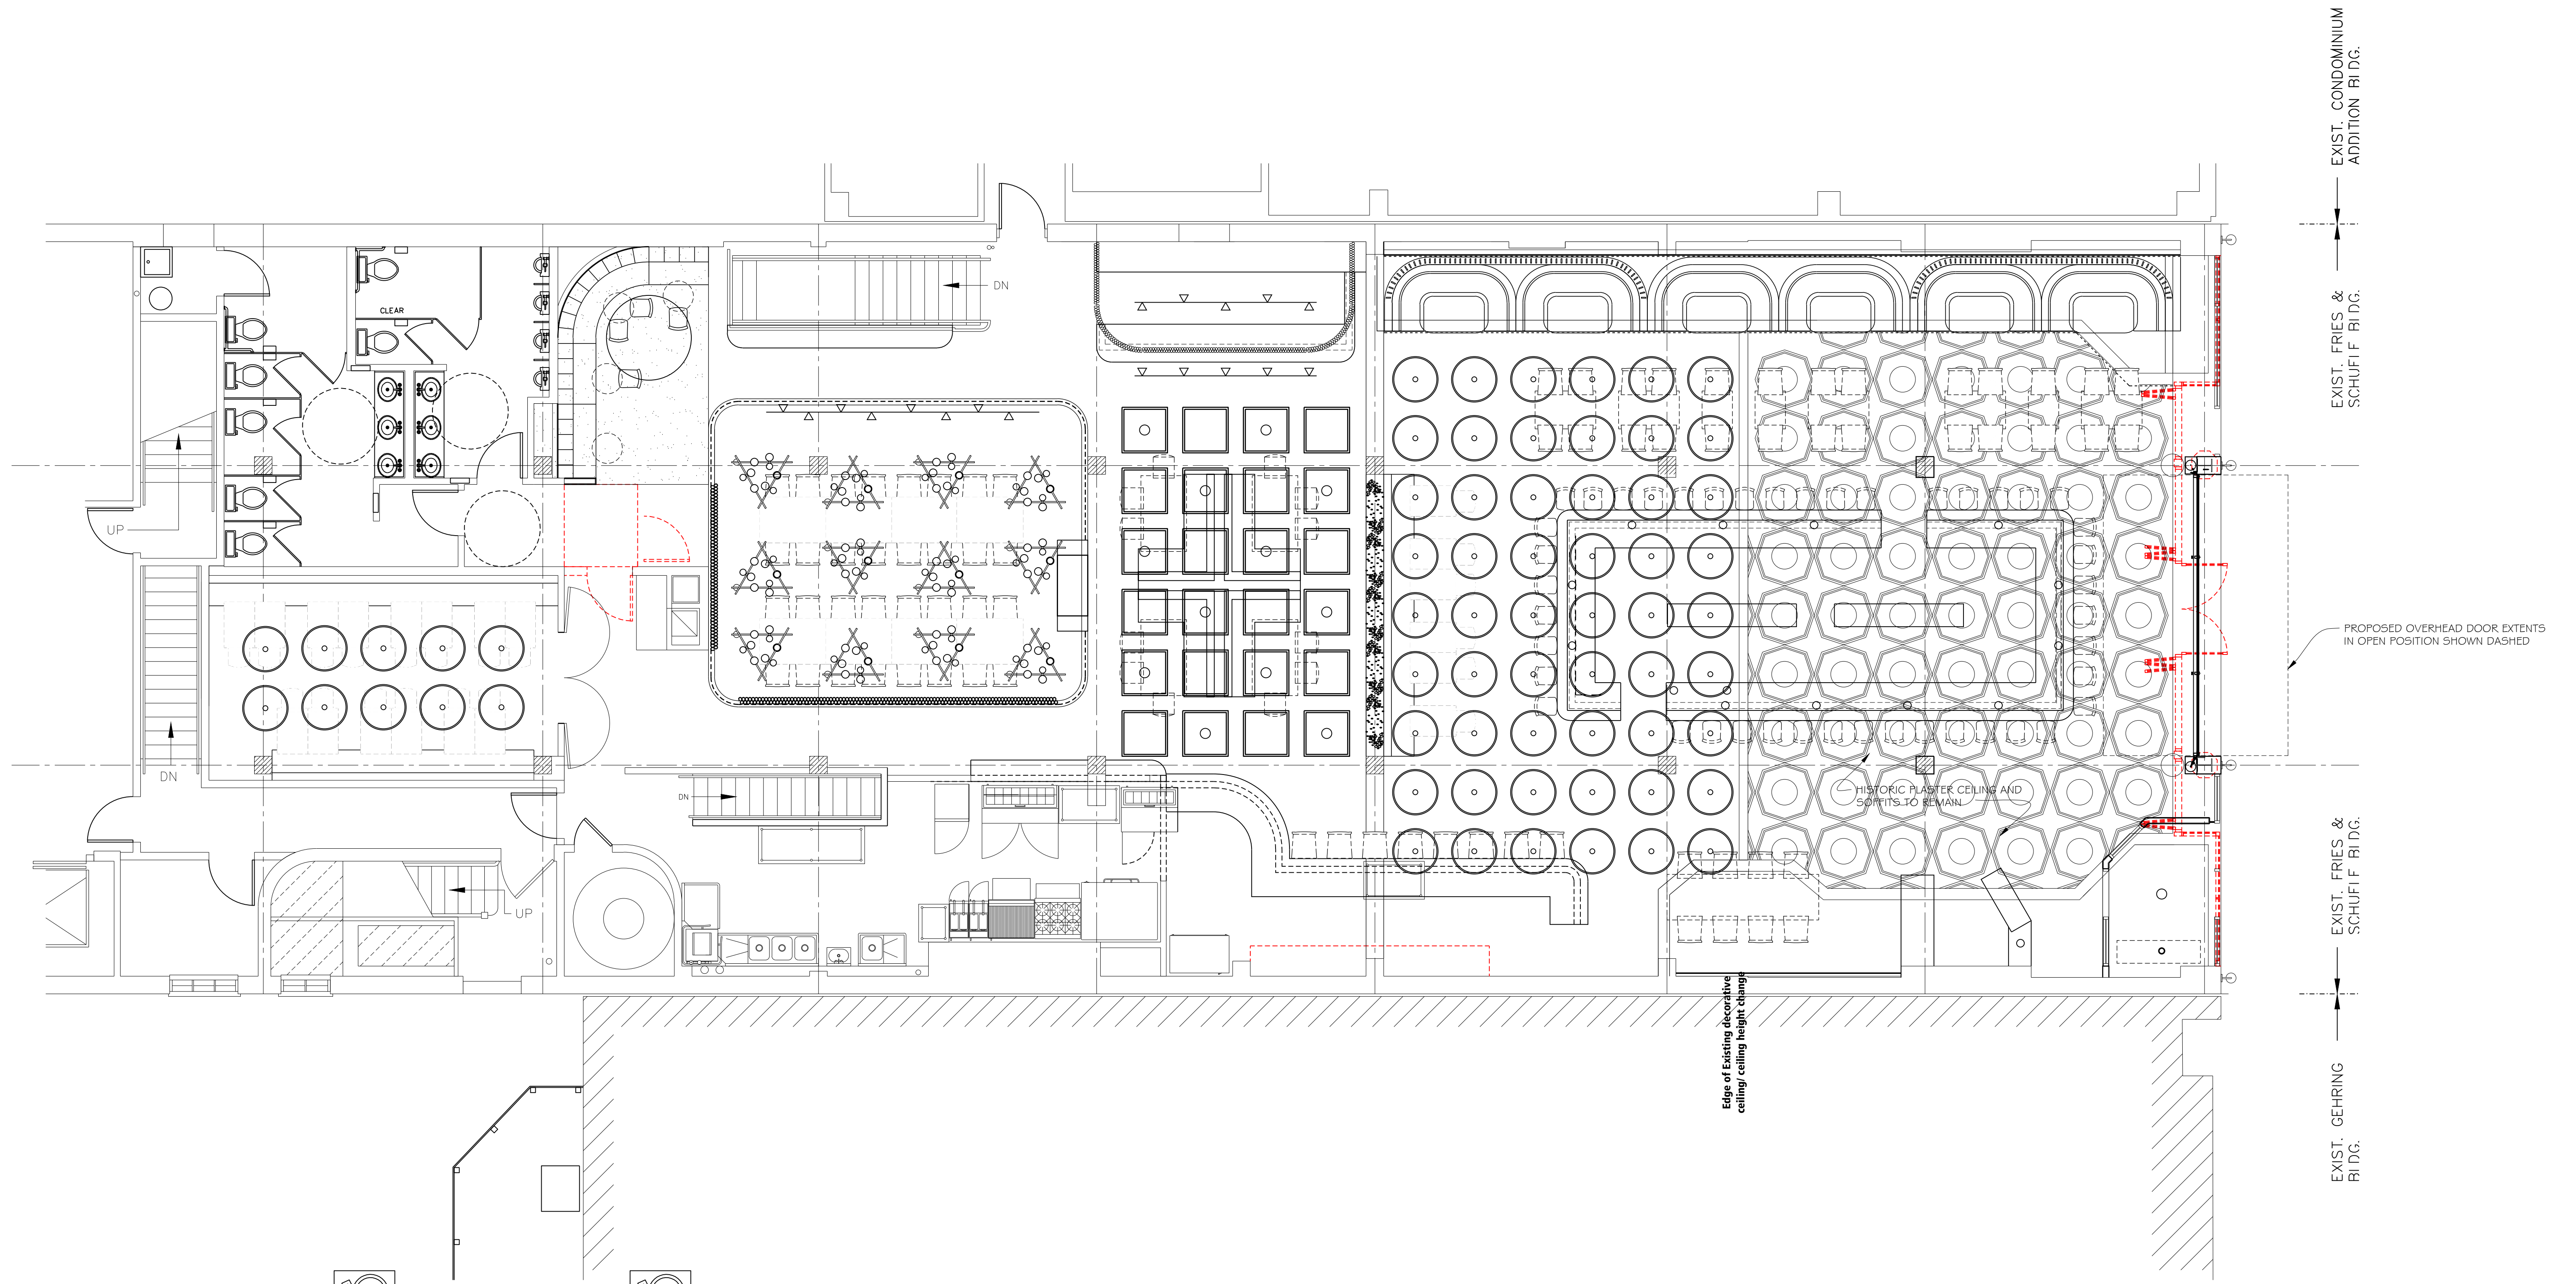 EXIST. CONDOMINIUM
ADDITION BLDG.
EXIST. FRIES &
SCHUELE BLDG.
DN
CLEAR
UP
PROPOSED OVERHEAD DOOR EXTENTS
IN OPEN POSITION SHOWN DASHED
DN
DN
HISTORIC PLASTER CEILING AND
SOFFITS TO REMAIN
UP
EXIST. FRIES &
SCHUELE BLDG.
Edge of Existing decorative
ceiling/ ceiling height change
EXIST. GEHRING
BLDG.